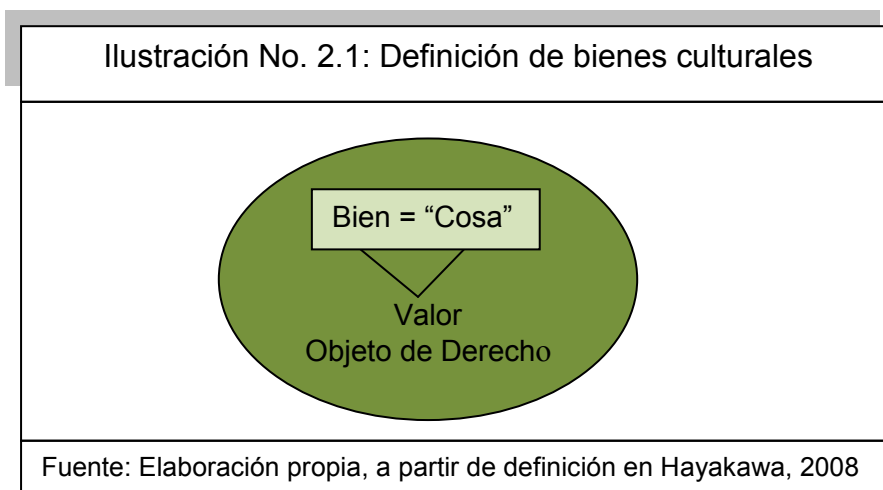 Ilustración No. 2.1: Definición de bienes culturales
Bien = “Cosa”
Valor
Objeto de Derecho
Fuente: Elaboración propia, a partir de definición en Hayakawa, 2008